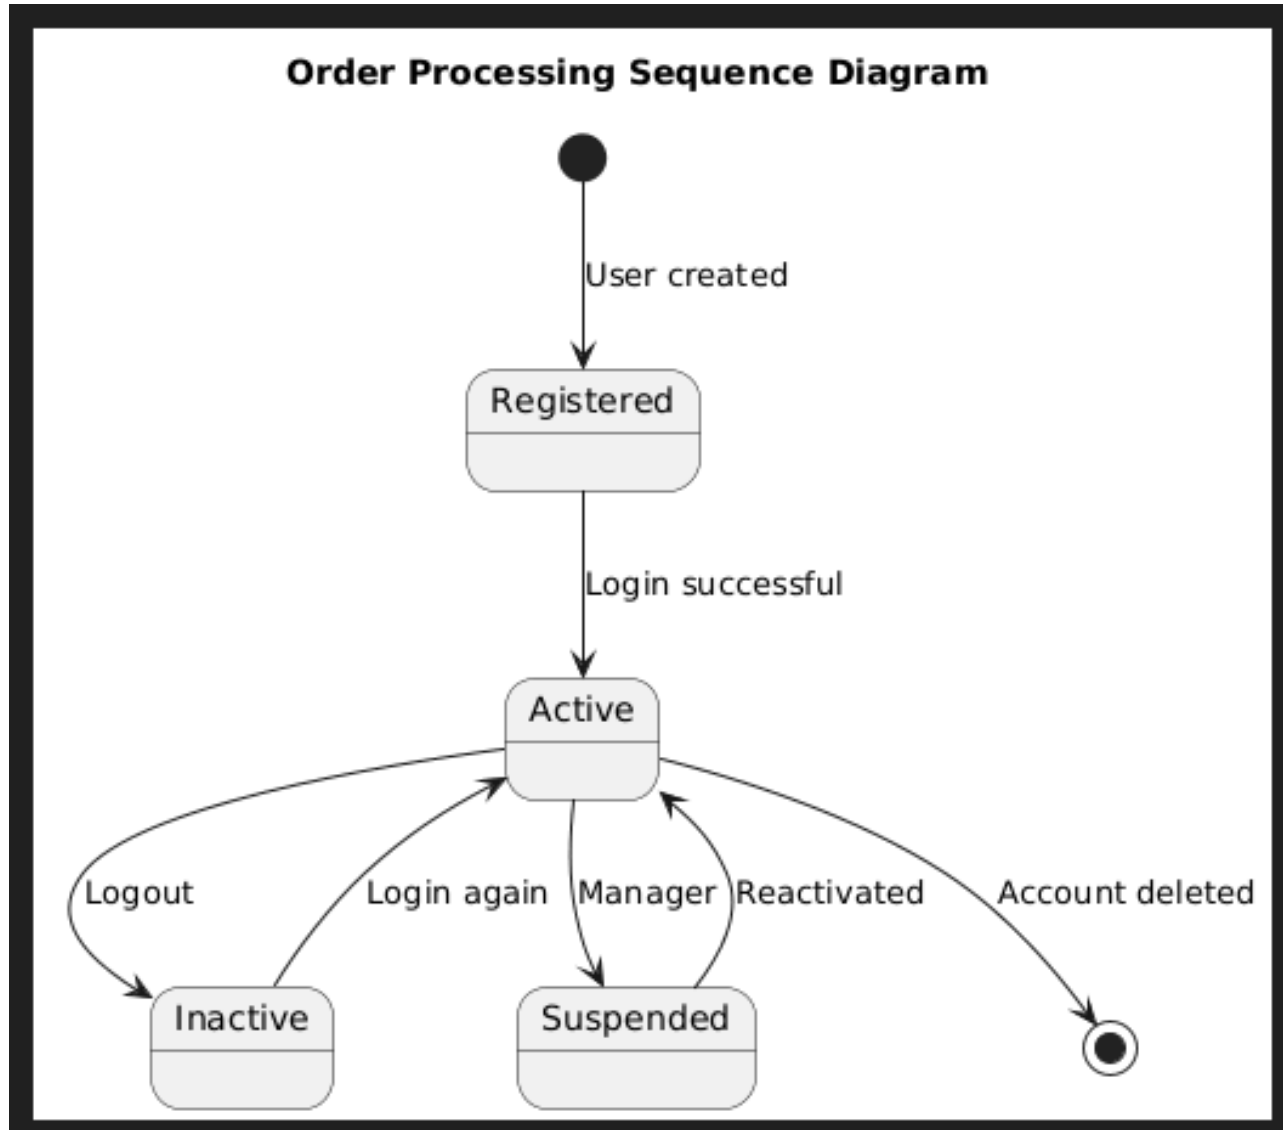 Order Processing Sequence Diagram
User created
Registered
Login successful
Active
Logout
Login again
Manager
Reactivated
Account deleted
Inactive
Suspended